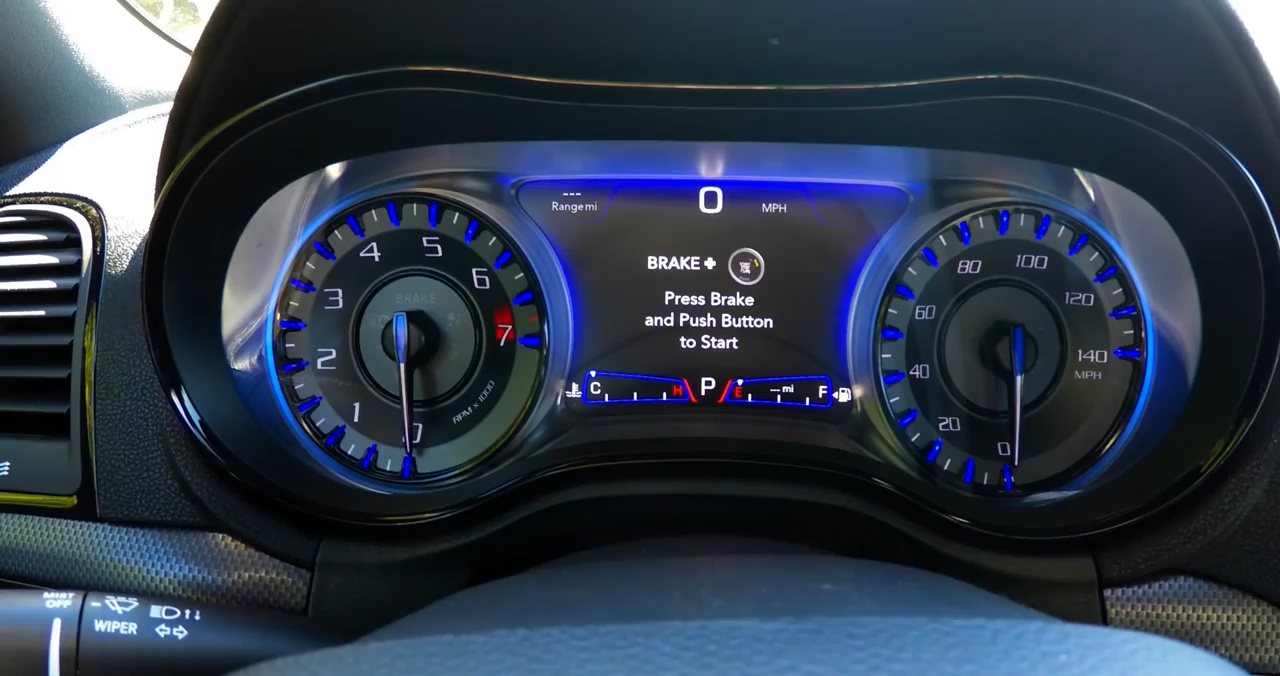 ---
Range mi
0
MPH
BRAKE +
Press Brake
and Push Button
to Start
C
H
P
E
-- mi
F
BRAKE
0
1
2
3
4
5
6
7
RPM x 1000
0
20
40
60
80
100
120
140
MPH
MIST
OFF
WIPER